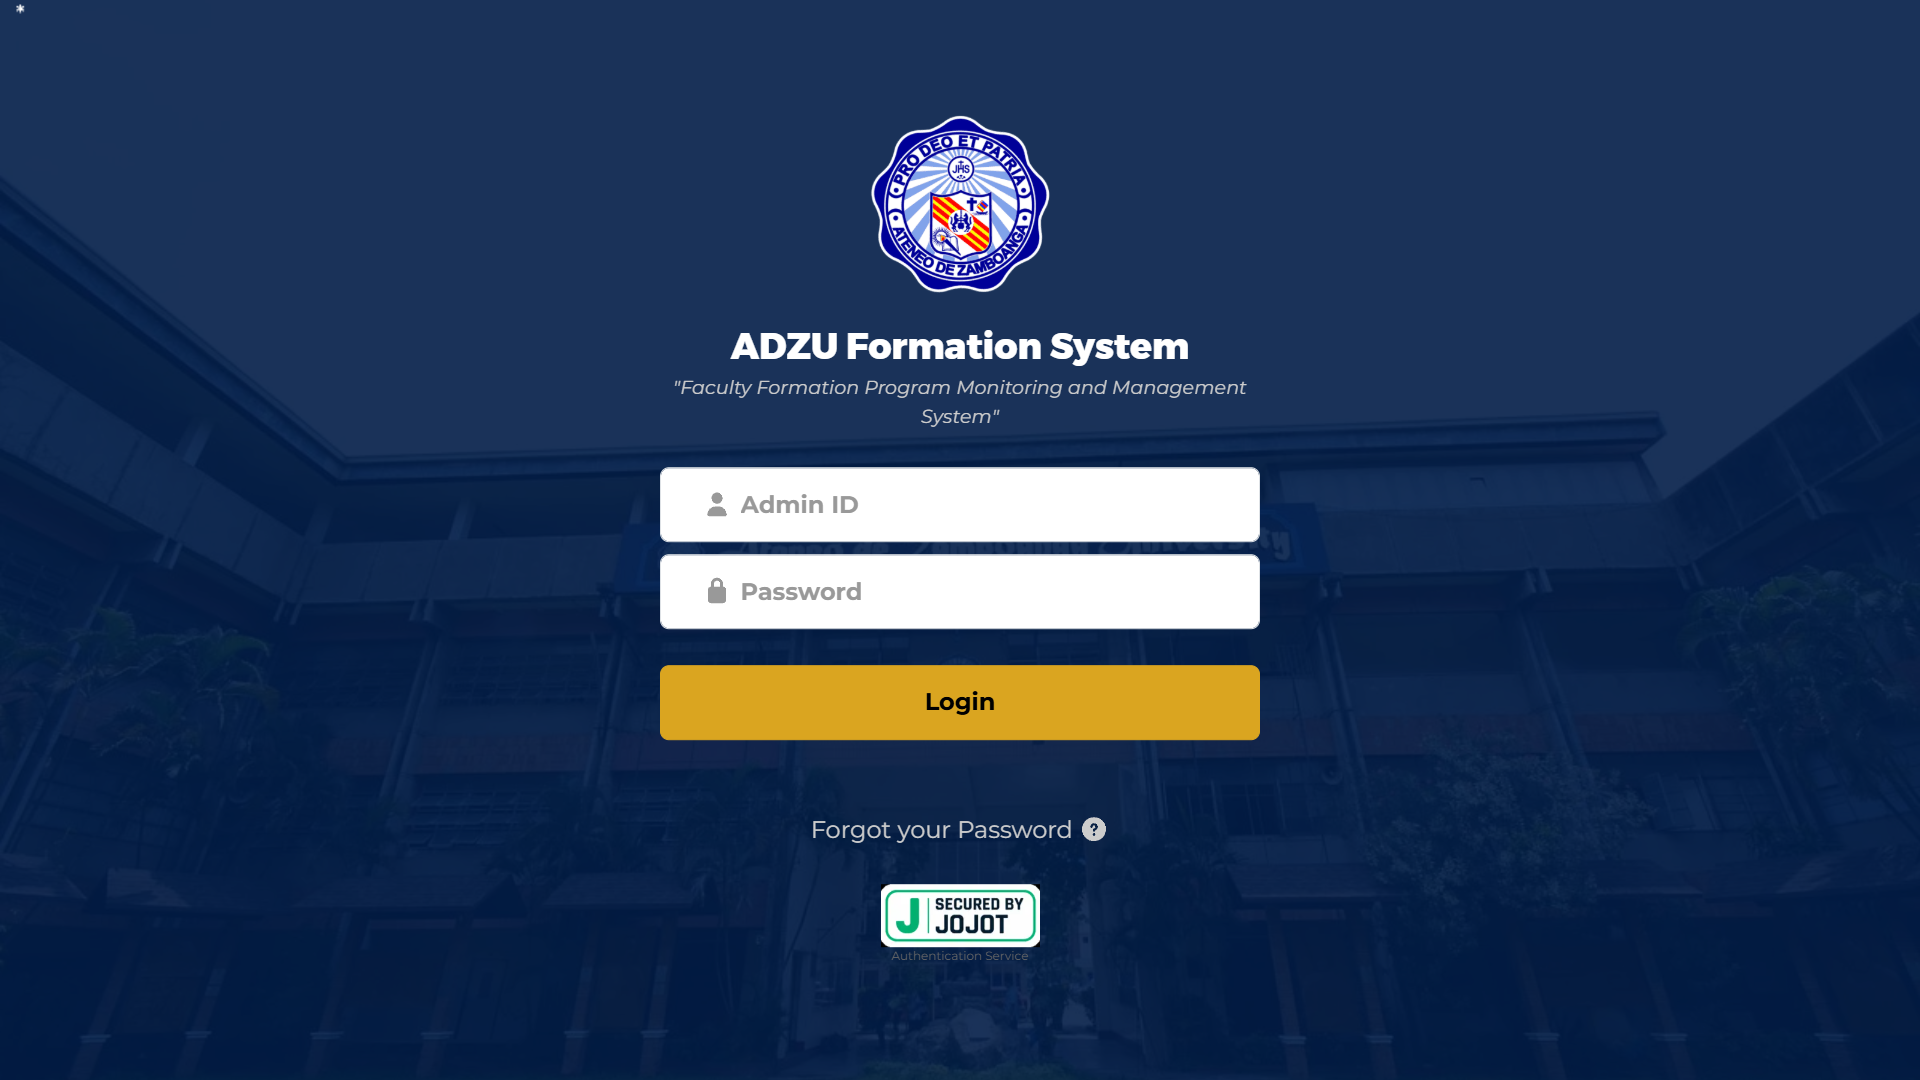 *
PRO DEO ET PATRIA
JHS
ATENEO DE ZAMBOANGA
ADZU Formation System
"Faculty Formation Program Monitoring and Management
System"
Admin ID
Password
Login
Forgot your Password ?
J SECURED BY
JOJOT
Authentication Service